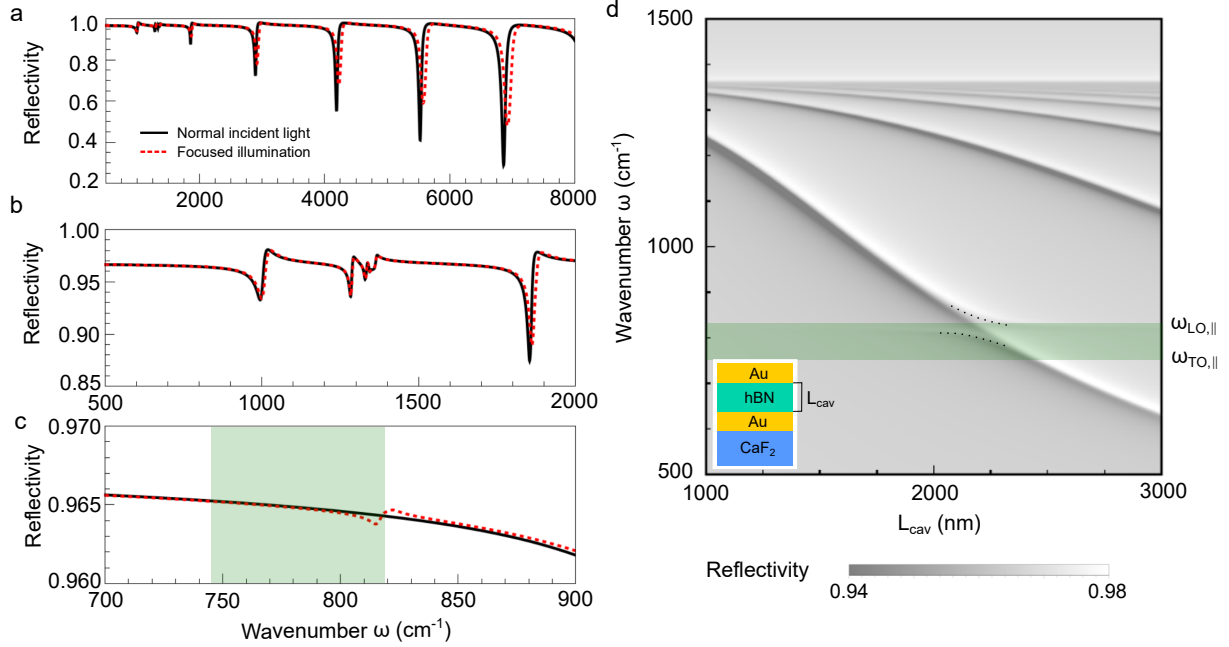 a
Reflectivity
1.0
0.8
0.6
0.4
0.2
Normal incident light
Focused illumination
2000
4000
6000
8000
b
Reflectivity
1.00
0.95
0.90
0.85
500
1000
1500
2000
c
Reflectivity
0.970
0.965
0.960
700
750
800
850
900
Wavenumber ω (cm⁻¹)
d
Wavenumber ω (cm⁻¹)
1500
1000
500
ω_LO,||
ω_TO,||
Au
hBN
Au
CaF₂
L_cav
1000
2000
3000
L_cav (nm)
Reflectivity
0.94
0.98